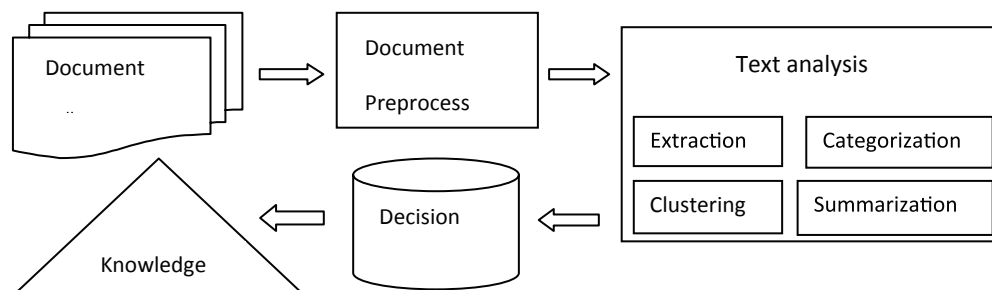 Document
Document
Preprocess
Text analysis
Extraction
Categorization
Clustering
Summarization
Decision
Knowledge